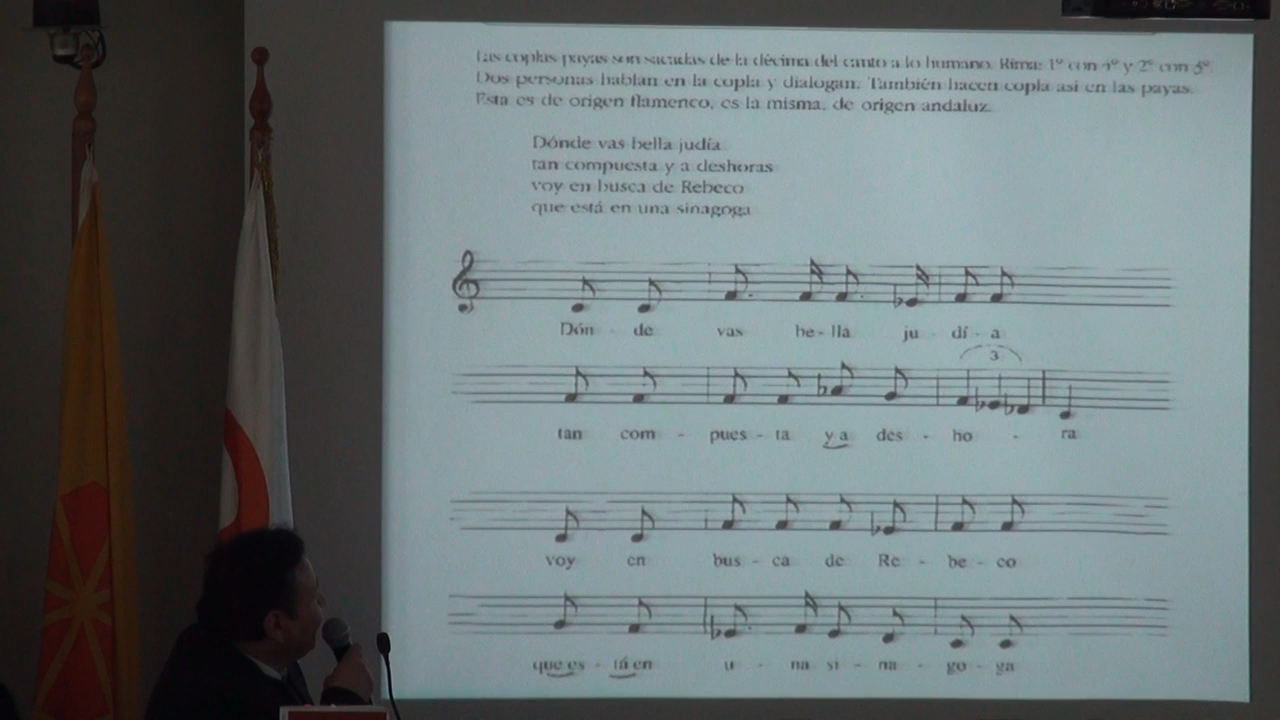 Las coplas payas son sacadas de la décima del canto a lo humano. Rima: 1º con 4º y 2º con 3º.
Dos personas hablan en la copla y dialogan. También hacen copla así en las payas.
Esta es de origen flamenco, es la misma, de origen andaluz.
Dónde vas bella judía
tan compuesta y a deshoras
voy en busca de Rebeco
que está en una sinagoga
Dón - de vas be - lla ju - dí - a
3
tan com - pues - ta y a des - ho - ra
voy en bus - ca de Re - be - co
que es - tá en u - na si - na - go - ga